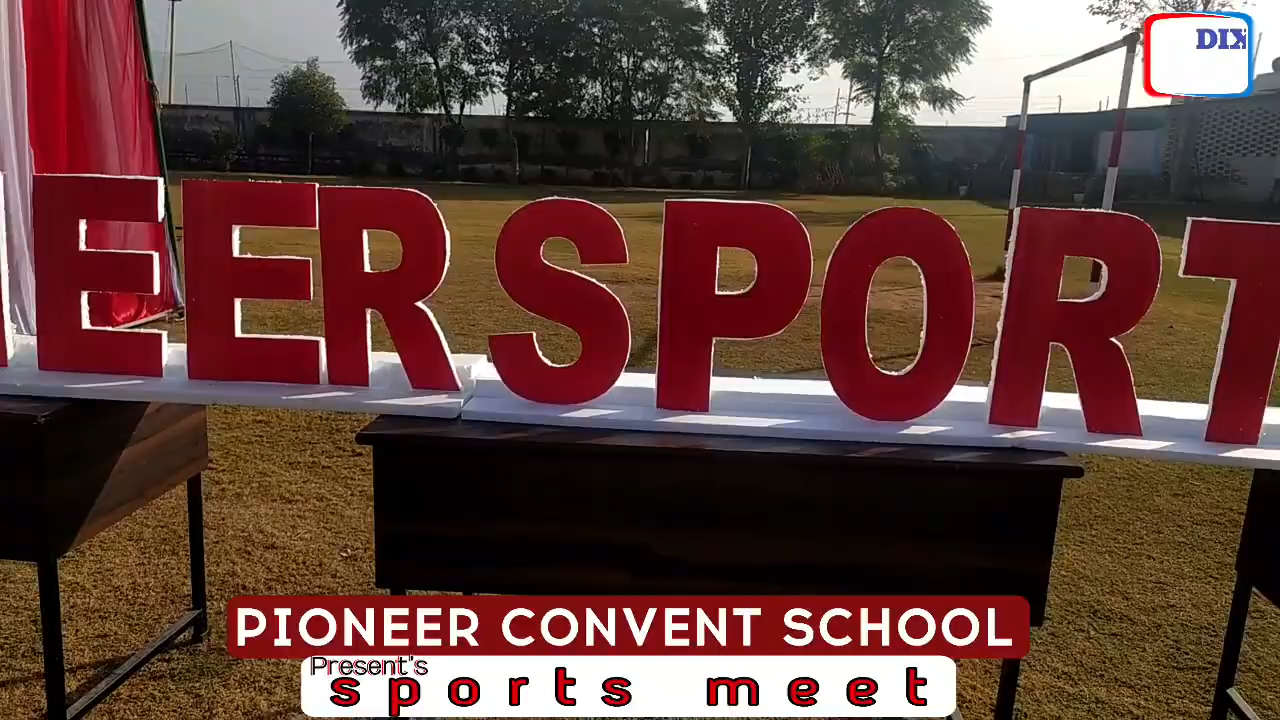 DIX
EERSPORT
PIONEER CONVENT SCHOOL
Present's
sports meet